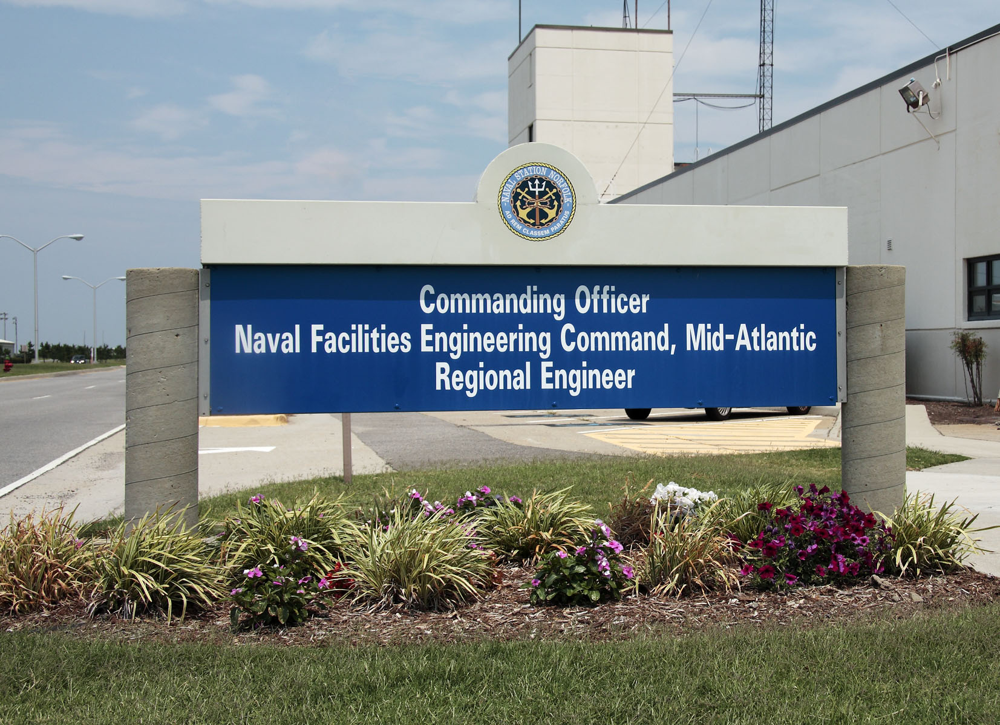 NAVAL STATION NORFOLK
AD REM CLASSEM PARATUS
Commanding Officer
Naval Facilities Engineering Command, Mid-Atlantic
Regional Engineer